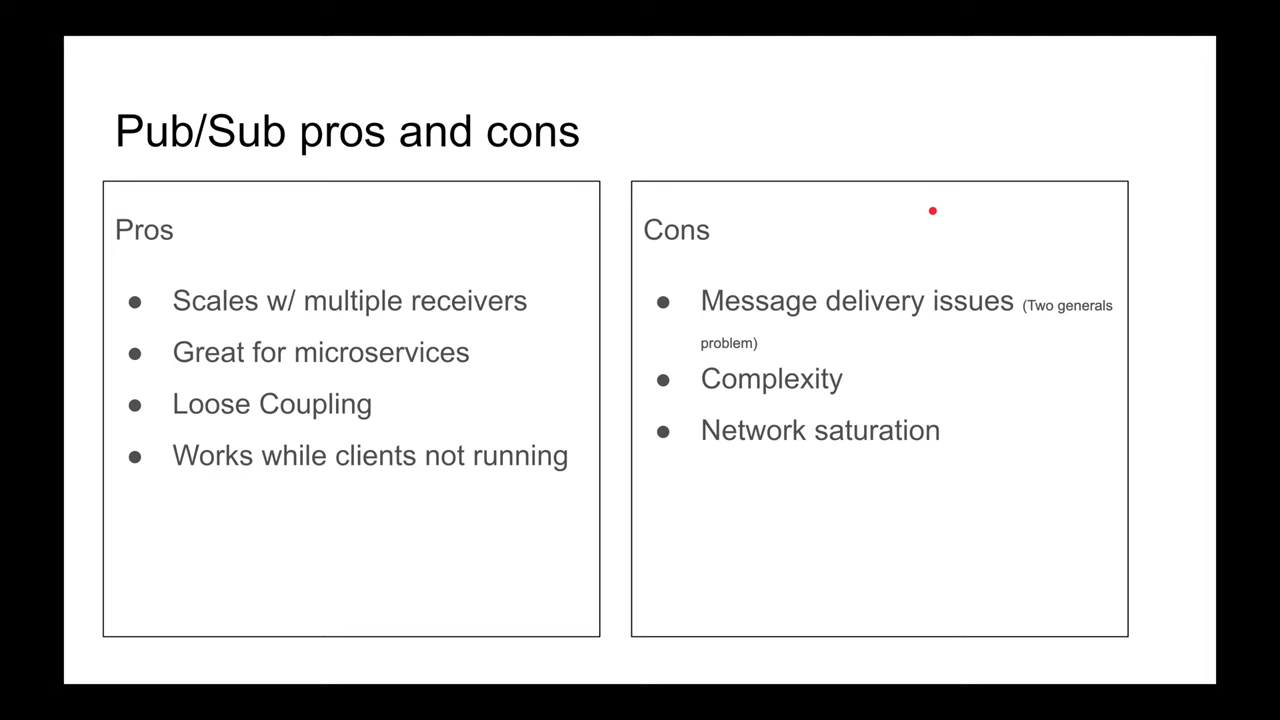 Pub/Sub pros and cons
Pros
● Scales w/ multiple receivers
● Great for microservices
● Loose Coupling
● Works while clients not running
Cons
● Message delivery issues (Two generals
problem)
● Complexity
● Network saturation